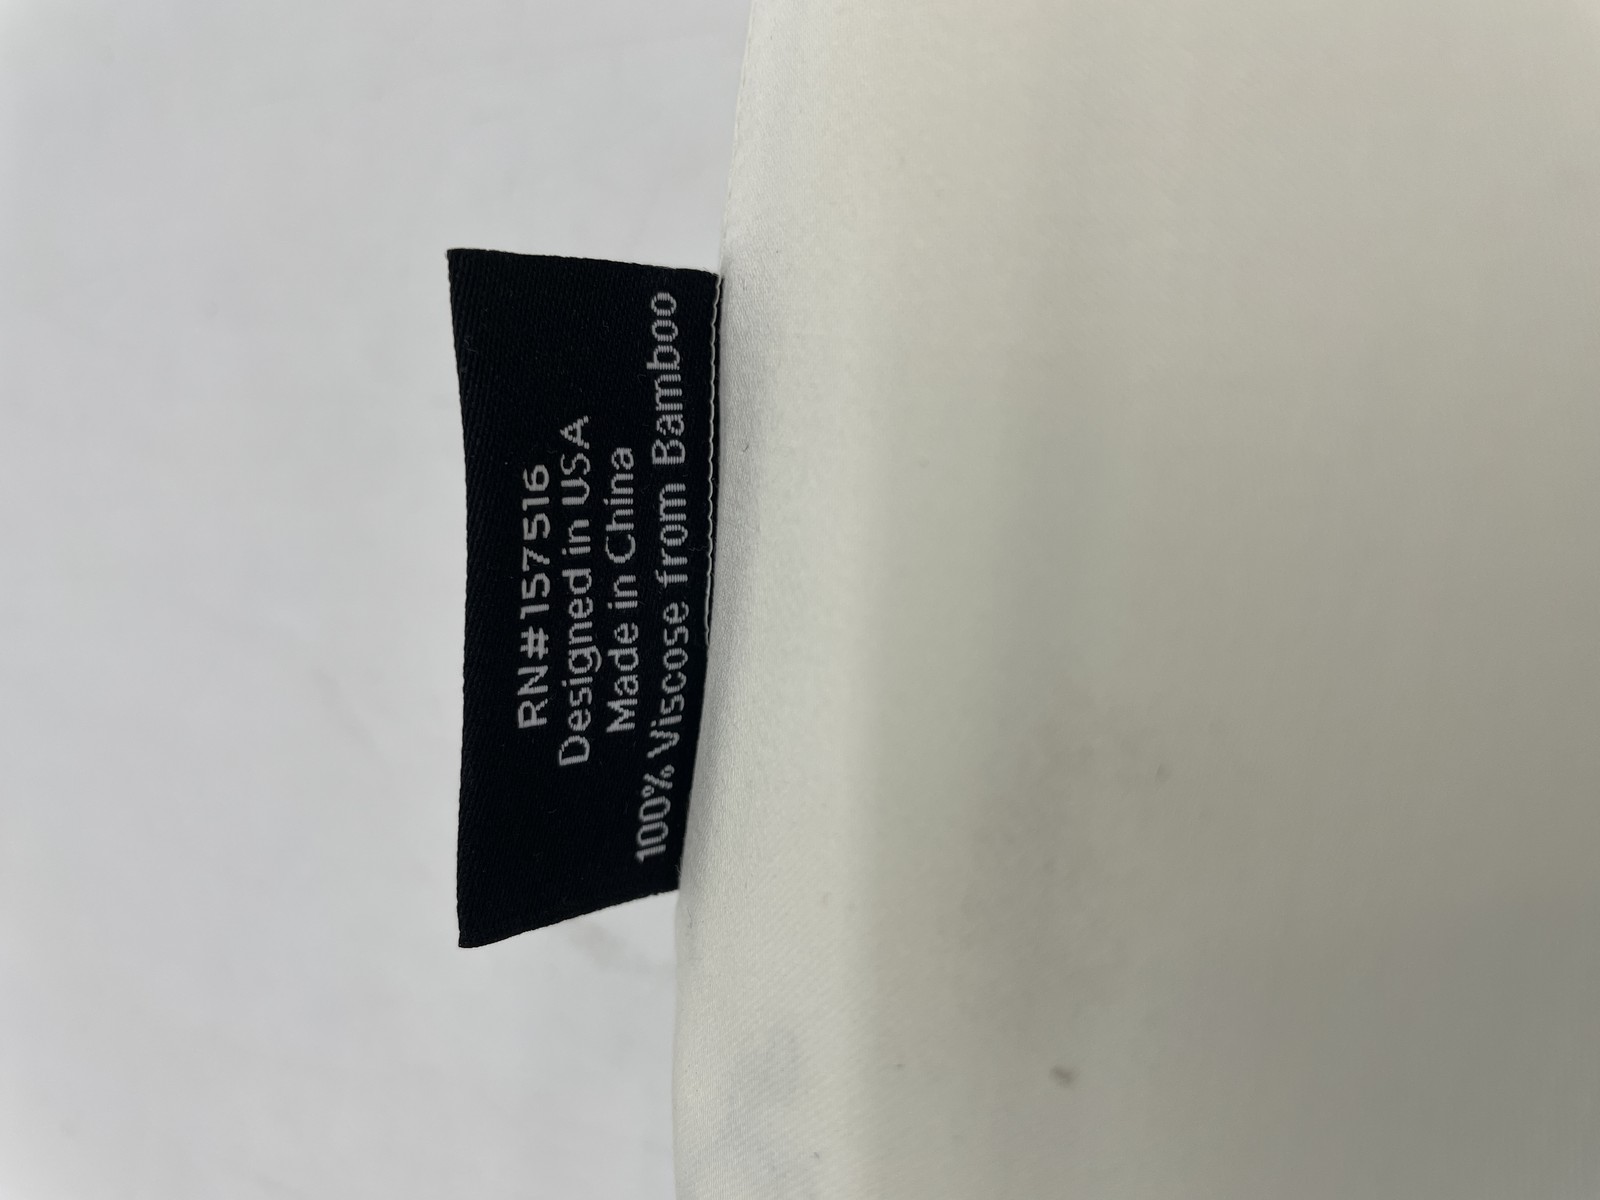 RN#157516
Designed in USA
Made in China
100% Viscose from Bamboo